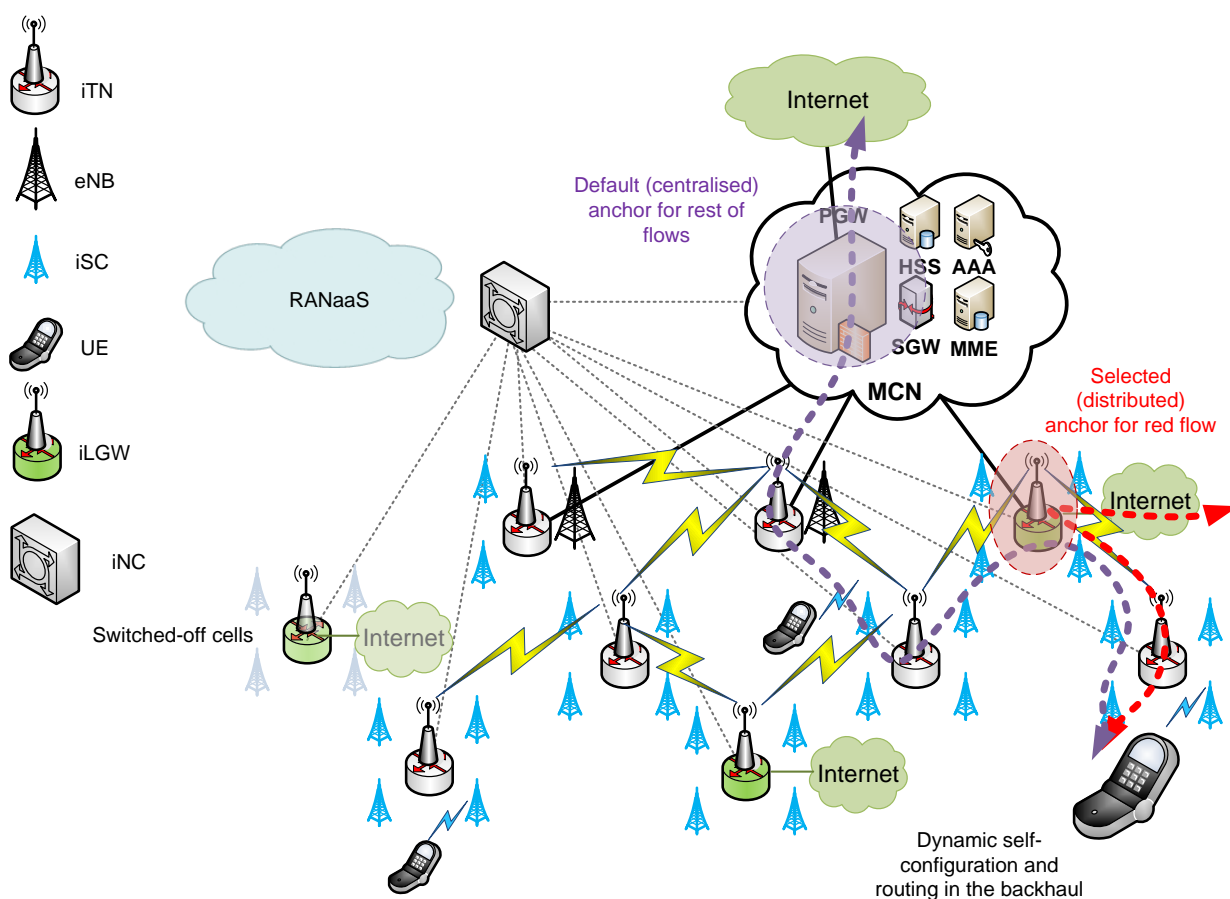 iTN
eNB
iSC
UE
iLGW
iNC
RANaaS
Internet
Default (centralised)
anchor for rest of
flows
PGW
HSS AAA
SGW MME
MCN
Selected
(distributed)
anchor for red flow
Internet
Switched-off cells
Internet
Internet
Dynamic self-
configuration and
routing in the backhaul